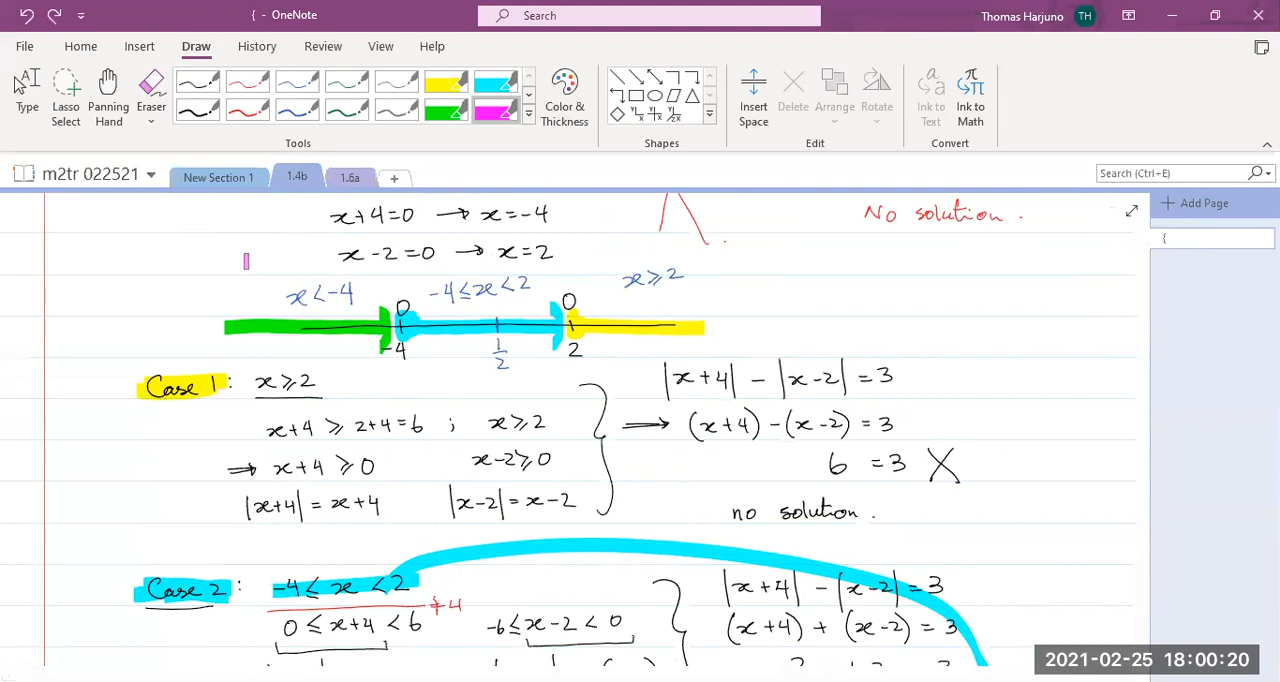 { - OneNote
Search
Thomas Harjuno TH
File Home Insert Draw History Review View Help
Type
Lasso Select
Panning Hand
Eraser
Color & Thickness
Insert Space
Delete
Arrange
Rotate
Ink to Text
Ink to Math
Tools Shapes Edit Convert
m2tr 022521 New Section 1 1.4b 1.6a + Search (Ctrl+E)
+ Add Page
{
x+4=0 → x=-4
No solution.
x-2=0 → x=2
x<-4 -4≤x<2 x≥2
0 0
-4 1/2 2
Case 1: x≥2
|x+4| - |x-2| = 3
x+4 ≥ 2+4=6 ; x≥2
⟹ (x+4) - (x-2) = 3
⟹ x+4 ≥0 x-2≥0
6 = 3 X
|x+4| = x+4 |x-2| = x-2
no solution.
Case 2: -4≤x<2
|x+4| - |x-2| = 3
+4
0≤x+4<6 -6≤x-2<0
(x+4) + (x-2) = 3
2021-02-25 18:00:20